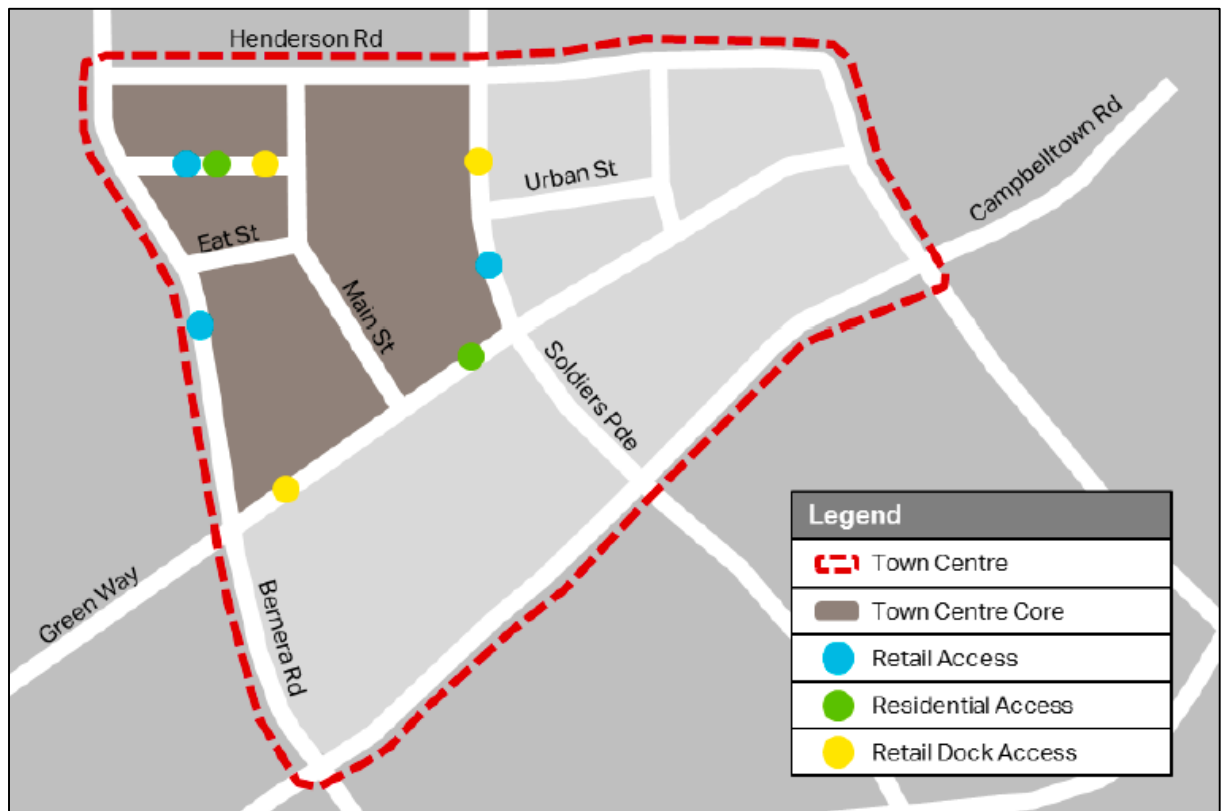 Henderson Rd
Campbelltown Rd
Urban St
Eat St
Main St
Soldiers Pde
Green Way
Bernera Rd
Legend
Town Centre
Town Centre Core
Retail Access
Residential Access
Retail Dock Access